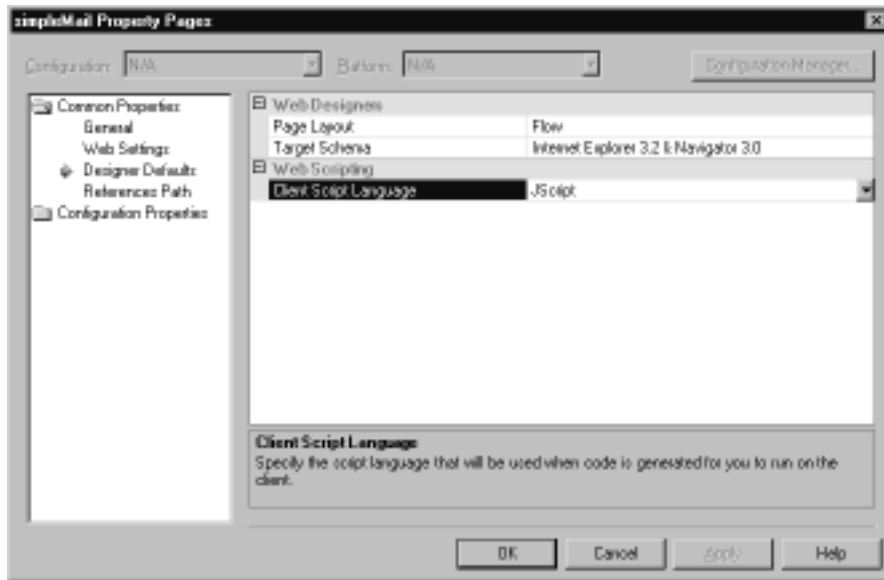 simpleMail Property Pages
Configuration: N/A Platform: N/A Configuration Manager...
Common Properties
General
Web Settings
Designer Defaults
References Path
Configuration Properties
Web Designers
Page Layout Flow
Target Schema Internet Explorer 3.2 & Navigator 3.0
Web Scripting
Client Script Language JScript
Client Script Language
Specify the script language that will be used when code is generated for you to run on the
client.
OK Cancel Apply Help